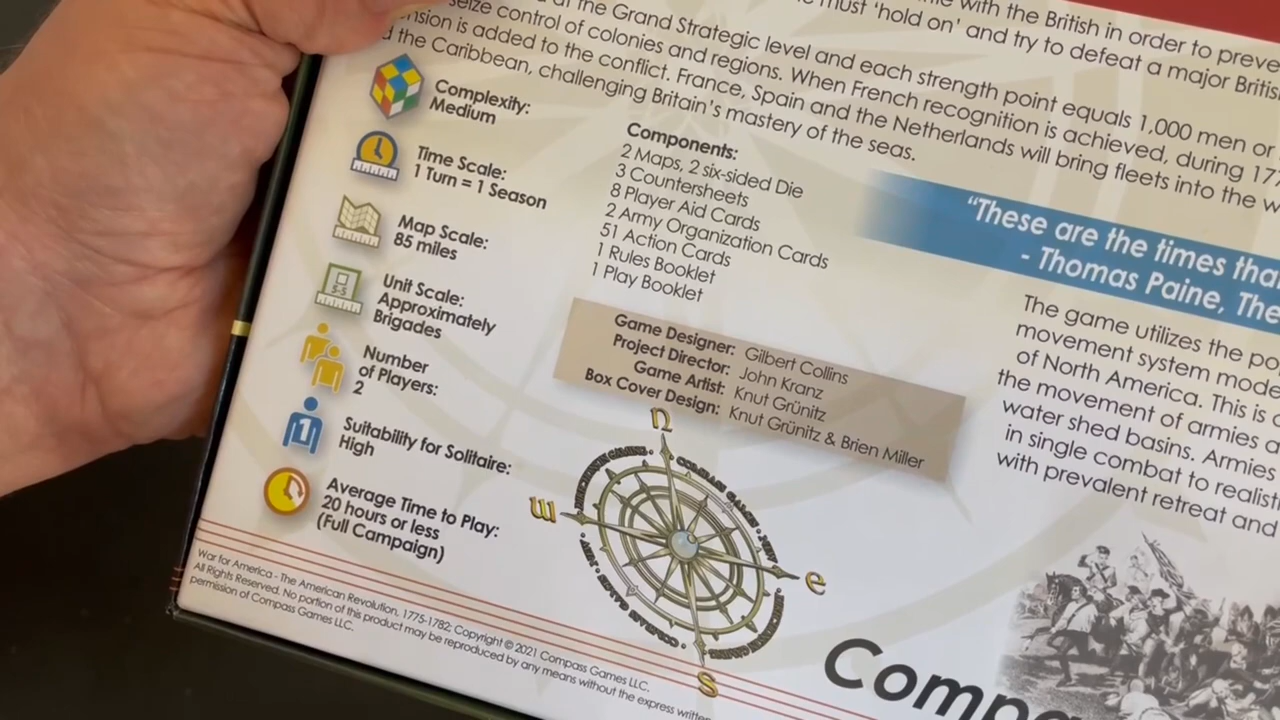 with the British in order to preve
must 'hold on' and try to defeat a major British
the Grand Strategic level and each strength point equals 1,000 men or
seize control of colonies and regions. When French recognition is achieved, during 177
is added to the conflict. France, Spain and the Netherlands will bring fleets into the w
the Caribbean, challenging Britain's mastery of the seas.
Complexity:
Medium
Time Scale:
1 Turn = 1 Season
Map Scale:
85 miles
Unit Scale:
Approximately
Brigades
Number
of Players:
2
1
Suitability for Solitaire:
High
Average Time to Play:
20 hours or less
(Full Campaign)
Components:
2 Maps, 2 six-sided Die
3 Countersheets
8 Player Aid Cards
2 Army Organization Cards
51 Action Cards
1 Rules Booklet
1 Play Booklet
Game Designer: Gilbert Collins
Project Director: John Kranz
Game Artist: Knut Grünitz
Box Cover Design: Knut Grünitz & Brien Miller
"These are the times tha
- Thomas Paine, The
The game utilizes the po
movement system mode
of North America. This is
the movement of armies a
water shed basins. Armies
in single combat to realist
with prevalent retreat and
n
w
e
s
War for America - The American Revolution, 1775-1782; Copyright © 2021 Compass Games LLC.
All Rights Reserved. No portion of this product may be reproduced by any means without the express written
permission of Compass Games LLC.
Comp